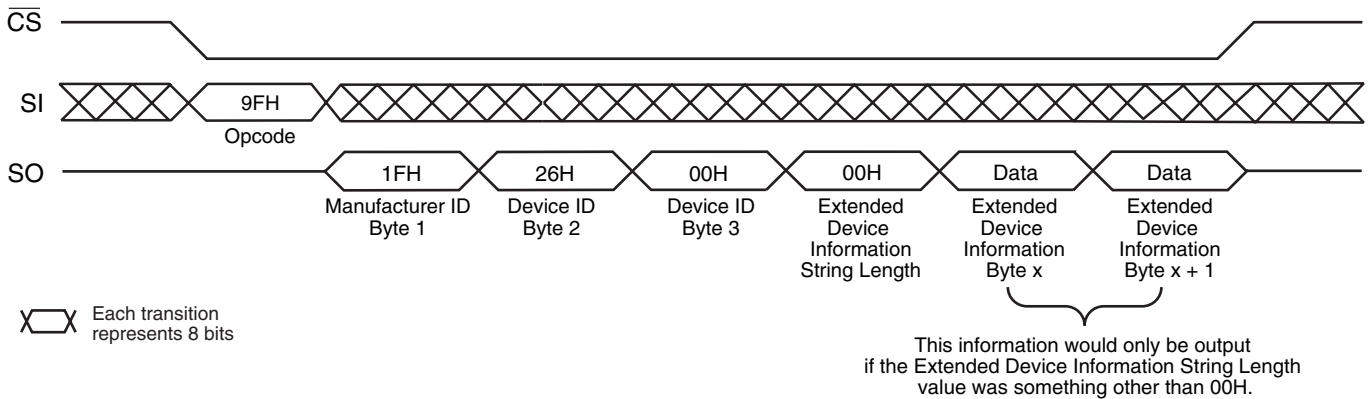 CS
SI
9FH
Opcode
SO
1FH
26H
00H
00H
Data
Data
Manufacturer ID
Byte 1
Device ID
Byte 2
Device ID
Byte 3
Extended
Device
Information
String Length
Extended
Device
Information
Byte x
Extended
Device
Information
Byte x + 1
Each transition
represents 8 bits
This information would only be output
if the Extended Device Information String Length
value was something other than 00H.